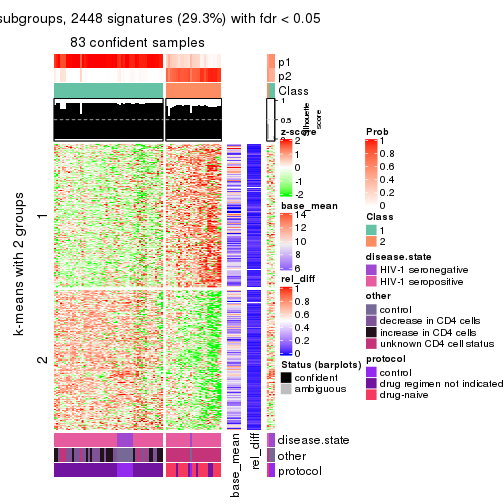 subgroups, 2448 signatures (29.3%) with fdr < 0.05
83 confident samples
p1
p2
Class
1
0.5
0
silhouette
score
k-means with 2 groups
1
2
z-score
2
1
0
-1
-2
base_mean
14
12
10
8
6
rel_diff
1
0.8
0.6
0.4
0.2
0
Status (barplots)
confident
ambiguous
Prob
1
0.8
0.6
0.4
0.2
0
Class
1
2
disease.state
HIV-1 seronegative
HIV-1 seropositive
other
control
decrease in CD4 cells
increase in CD4 cells
unknown CD4 cell status
protocol
control
drug regimen not indicated
drug-naive
disease.state
other
protocol
base_mean
rel_diff